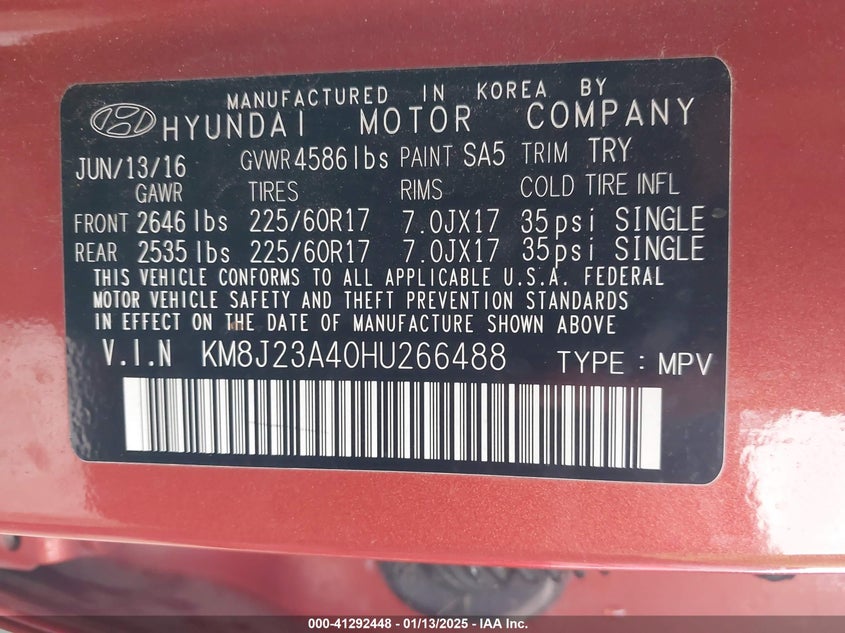 MANUFACTURED IN KOREA BY
HYUNDAI MOTOR COMPANY
JUN/13/16 GVWR 4586 lbs PAINT SA5 TRIM TRY
GAWR TIRES RIMS COLD TIRE INFL
FRONT 2646 lbs 225/60R17 7.0JX17 35psi SINGLE
REAR 2535 lbs 225/60R17 7.0JX17 35psi SINGLE
THIS VEHICLE CONFORMS TO ALL APPLICABLE U.S.A. FEDERAL
MOTOR VEHICLE SAFETY AND THEFT PREVENTION STANDARDS
IN EFFECT ON THE DATE OF MANUFACTURE SHOWN ABOVE
V.I.N KM8J23A40HU266488 TYPE : MPV
000-41292448 - 01/13/2025 - IAA Inc.